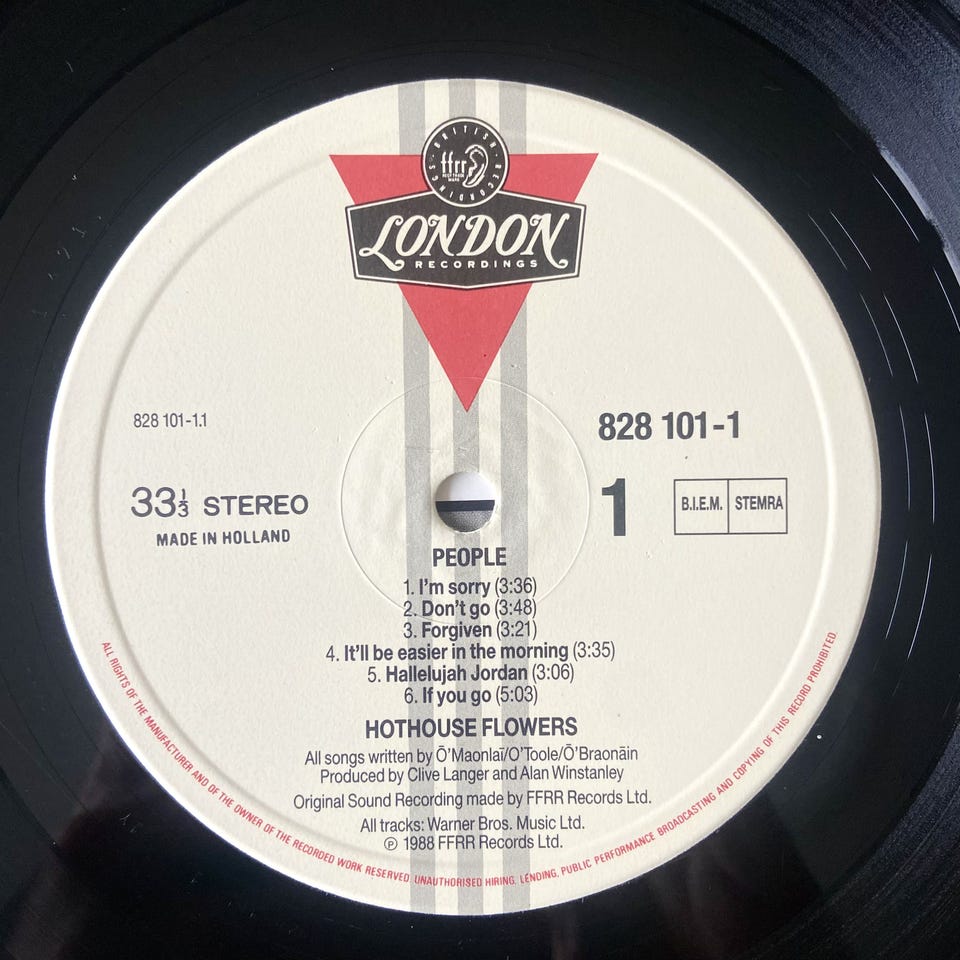 BRITISH RECORDINGS
ffrr
REG'D TRADE
MARK
LONDON
RECORDINGS
828 101-1.1
828 101-1
33⅓ STEREO
MADE IN HOLLAND
1
B.I.E.M. STEMRA
PEOPLE
1. I'm sorry (3:36)
2. Don't go (3:48)
3. Forgiven (3:21)
4. It'll be easier in the morning (3:35)
5. Hallelujah Jordan (3:06)
6. If you go (5:03)
HOTHOUSE FLOWERS
All songs written by Ō'Maonlaī/O'Toole/Ō'Braonäin
Produced by Clive Langer and Alan Winstanley
Original Sound Recording made by FFRR Records Ltd.
All tracks: Warner Bros. Music Ltd.
℗ 1988 FFRR Records Ltd.
ALL RIGHTS OF THE MANUFACTURER AND OF THE OWNER OF THE RECORDED WORK RESERVED. UNAUTHORISED HIRING, LENDING, PUBLIC PERFORMANCE BROADCASTING AND COPYING OF THIS RECORD PROHIBITED.